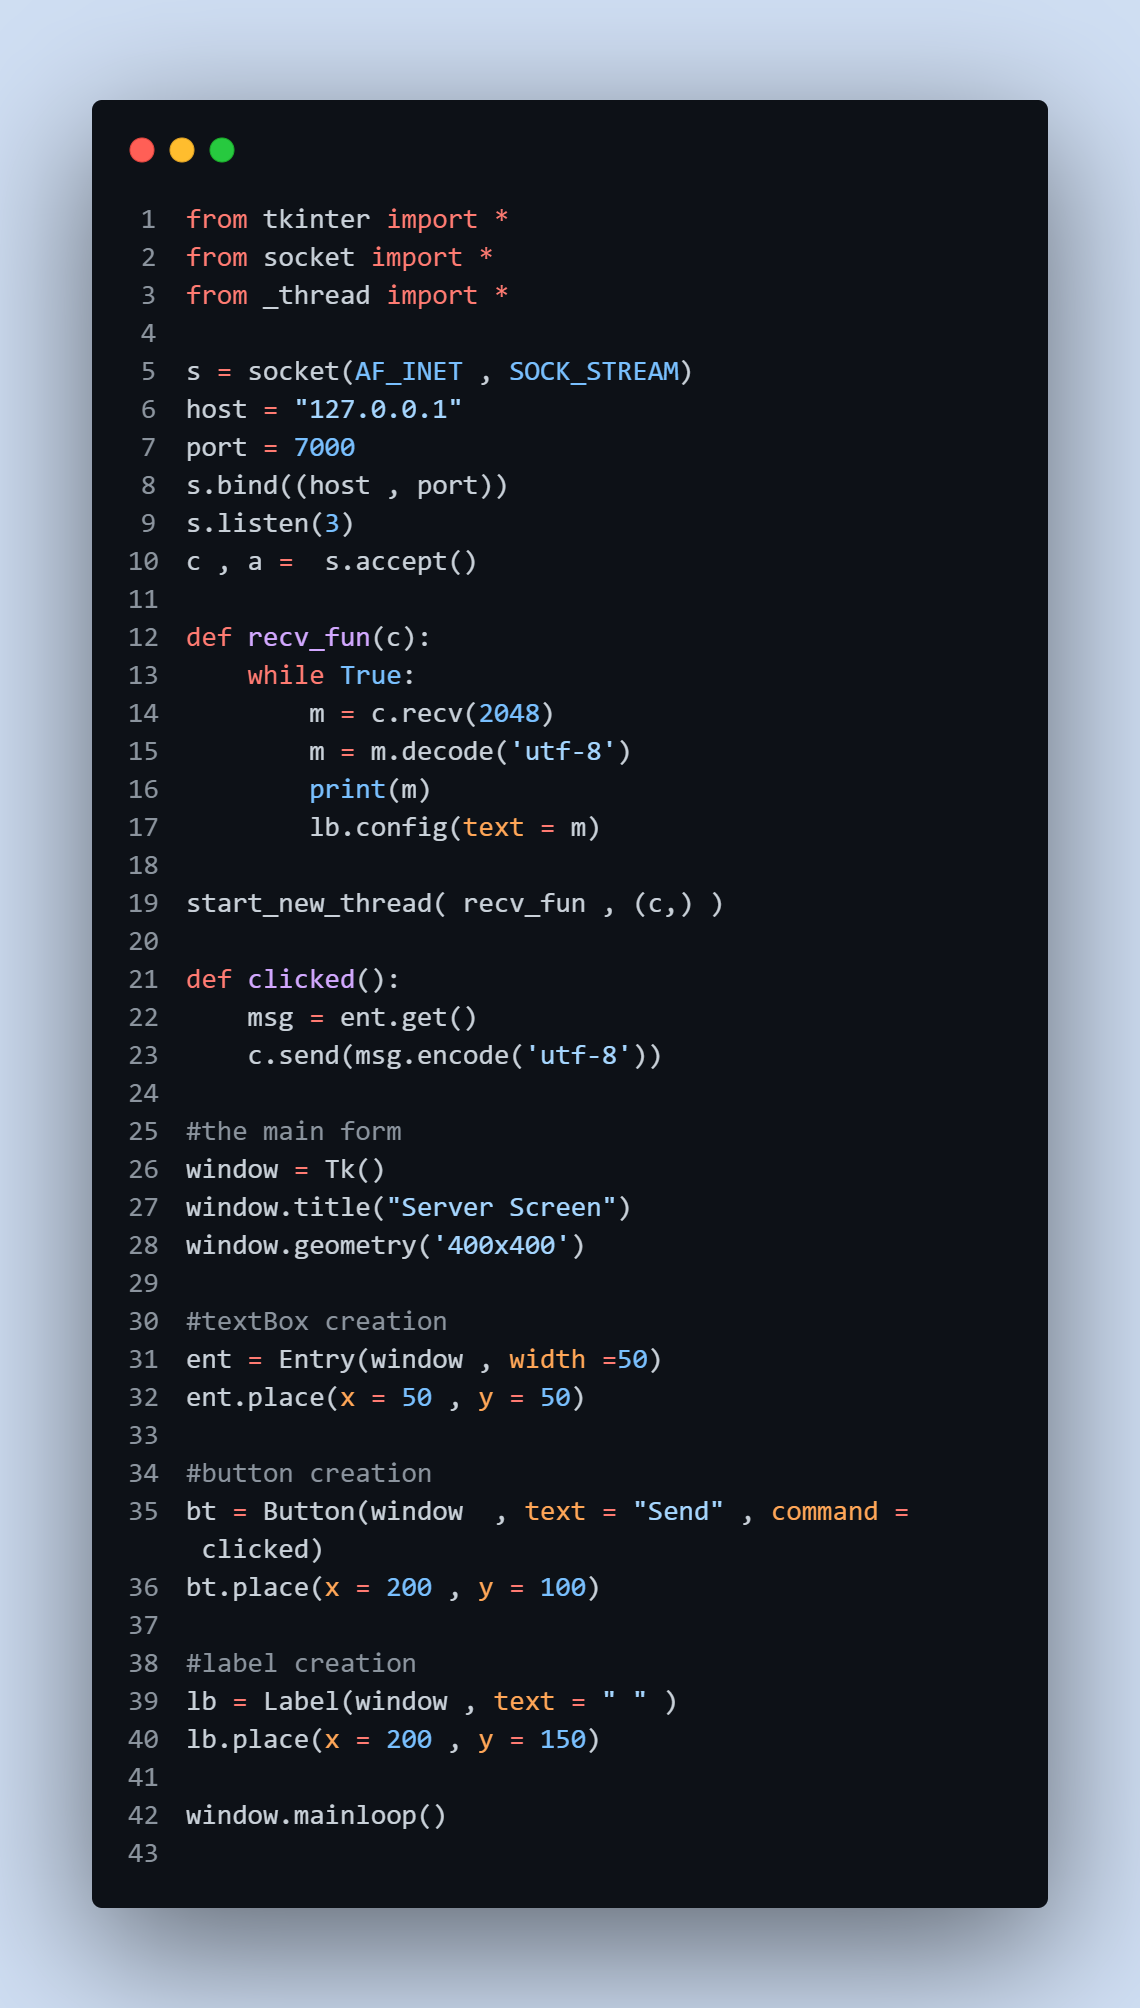 1 from tkinter import *
2 from socket import *
3 from _thread import *
4
5 s = socket(AF_INET , SOCK_STREAM)
6 host = "127.0.0.1"
7 port = 7000
8 s.bind((host , port))
9 s.listen(3)
10 c , a =  s.accept()
11
12 def recv_fun(c):
13     while True:
14         m = c.recv(2048)
15         m = m.decode('utf-8')
16         print(m)
17         lb.config(text = m)
18
19 start_new_thread( recv_fun , (c,) )
20
21 def clicked():
22     msg = ent.get()
23     c.send(msg.encode('utf-8'))
24
25 #the main form
26 window = Tk()
27 window.title("Server Screen")
28 window.geometry('400x400')
29
30 #textBox creation
31 ent = Entry(window , width =50)
32 ent.place(x = 50 , y = 50)
33
34 #button creation
35 bt = Button(window  , text = "Send" , command =
clicked)
36 bt.place(x = 200 , y = 100)
37
38 #label creation
39 lb = Label(window , text = " " )
40 lb.place(x = 200 , y = 150)
41
42 window.mainloop()
43